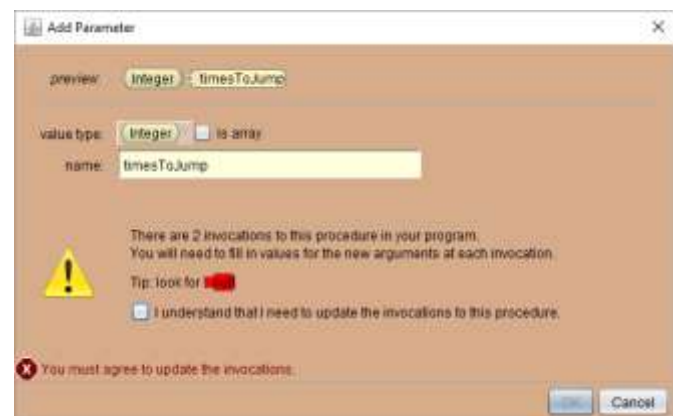 Add Parameter
preview: Integer timesToJump
value type: Integer is array
name: timesToJump
There are 2 invocations to this procedure in your program.
You will need to fill in values for the new arguments at each invocation.
Tip: look for
I understand that I need to update the invocations to this procedure.
You must agree to update the invocations.
OK Cancel